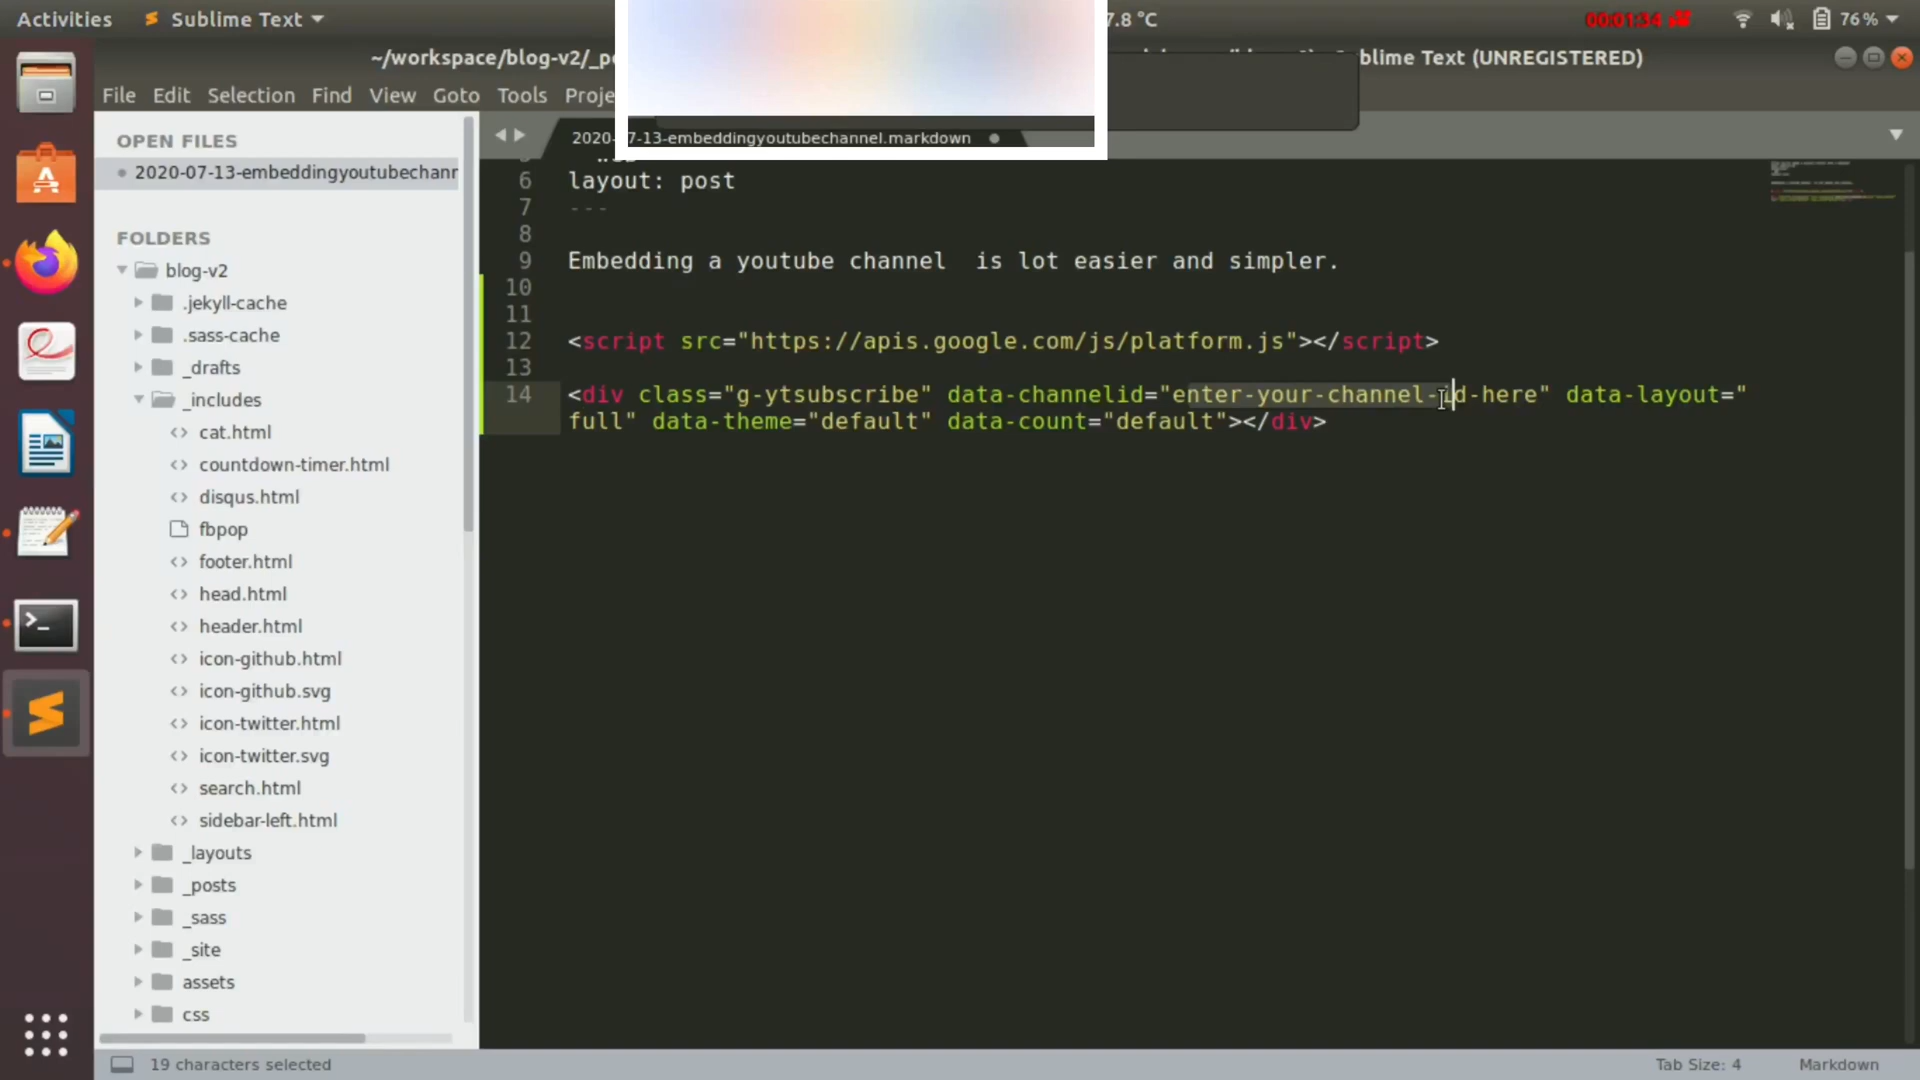 Activities
Sublime Text
7.8 °C
00:01:34
76%
~/workspace/blog-v2/_po
blime Text (UNREGISTERED)
File Edit Selection Find View Goto Tools Proje
OPEN FILES
2020-07-13-embeddingyoutubechanr
FOLDERS
blog-v2
.jekyll-cache
.sass-cache
_drafts
_includes
cat.html
countdown-timer.html
disqus.html
fbpop
footer.html
head.html
header.html
icon-github.html
icon-github.svg
icon-twitter.html
icon-twitter.svg
search.html
sidebar-left.html
_layouts
_posts
_sass
_site
assets
css
2020-07-13-embeddingyoutubechannel.markdown
6 layout: post
7 ---
8
9 Embedding a youtube channel  is lot easier and simpler.
10
11
12 <script src="https://apis.google.com/js/platform.js"></script>
13
14 <div class="g-ytsubscribe" data-channelid="enter-your-channel-id-here" data-layout="
full" data-theme="default" data-count="default"></div>
19 characters selected
Tab Size: 4
Markdown